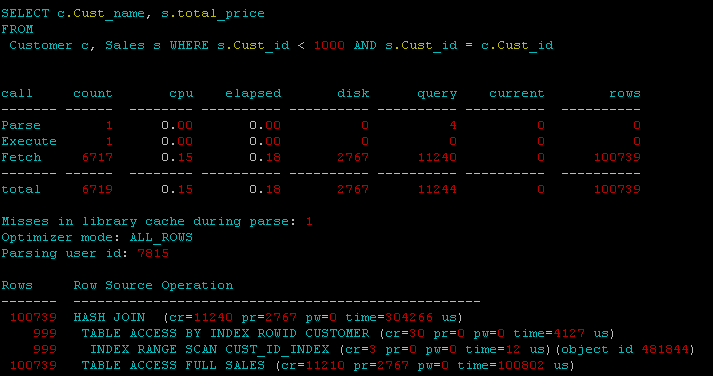 SELECT c.Cust_name, s.total_price
FROM
 Customer c, Sales s WHERE s.Cust_id < 1000 AND s.Cust_id = c.Cust_id

call     count       cpu    elapsed       disk      query    current        rows
------- ------  -------- ---------- ---------- ---------- ----------  ----------
Parse        1      0.00       0.00          0          4          0           0
Execute      1      0.00       0.00          0          0          0           0
Fetch     6717      0.15       0.18       2767      11240          0      100739
------- ------  -------- ---------- ---------- ---------- ----------  ----------
total     6719      0.15       0.18       2767      11244          0      100739

Misses in library cache during parse: 1
Optimizer mode: ALL_ROWS
Parsing user id: 7815

Rows     Row Source Operation
-------  ---------------------------------------------------
 100739  HASH JOIN  (cr=11240 pr=2767 pw=0 time=304266 us)
    999   TABLE ACCESS BY INDEX ROWID CUSTOMER (cr=30 pr=0 pw=0 time=4127 us)
    999    INDEX RANGE SCAN CUST_ID_INDEX (cr=3 pr=0 pw=0 time=12 us)(object id 481844)
 100739   TABLE ACCESS FULL SALES (cr=11210 pr=2767 pw=0 time=100802 us)